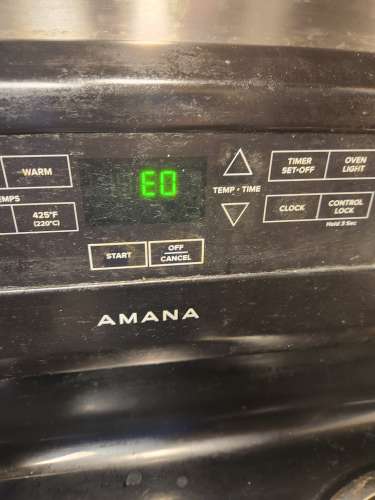 E0
TIMER
SET•OFF
OVEN
LIGHT
WARM
TEMP • TIME
EMPS
425°F
(220°C)
CLOCK
CONTROL
LOCK
Hold 3 Sec
START
OFF
CANCEL
AMANA